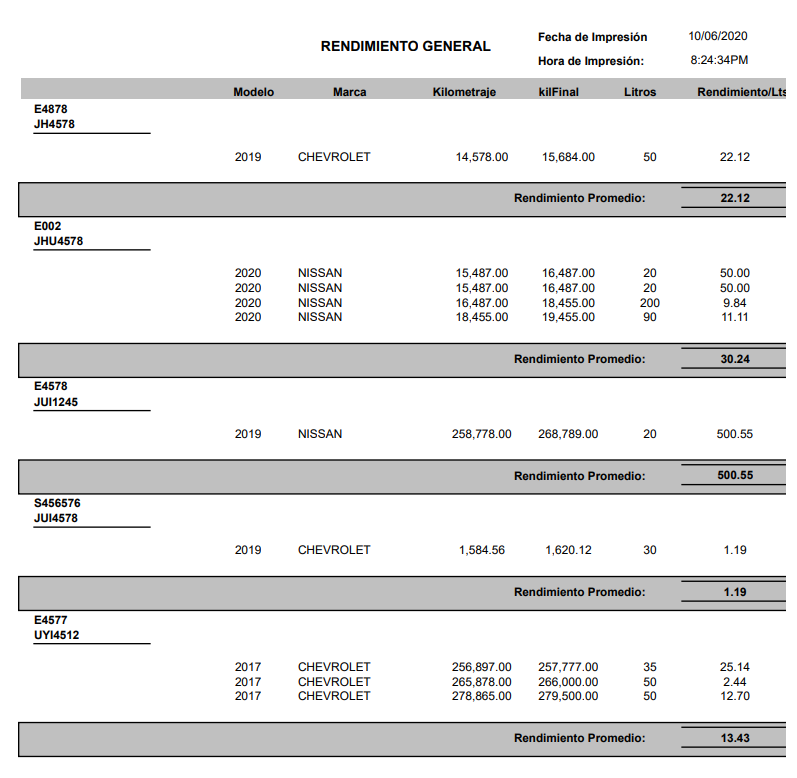 RENDIMIENTO GENERAL
Fecha de Impresión 10/06/2020
Hora de Impresión: 8:24:34PM
Modelo Marca Kilometraje kilFinal Litros Rendimiento/Lts
E4878
JH4578
2019 CHEVROLET 14,578.00 15,684.00 50 22.12
Rendimiento Promedio: 22.12
E002
JHU4578
2020 NISSAN 15,487.00 16,487.00 20 50.00
2020 NISSAN 15,487.00 16,487.00 20 50.00
2020 NISSAN 16,487.00 18,455.00 200 9.84
2020 NISSAN 18,455.00 19,455.00 90 11.11
Rendimiento Promedio: 30.24
E4578
JUI1245
2019 NISSAN 258,778.00 268,789.00 20 500.55
Rendimiento Promedio: 500.55
S456576
JUI4578
2019 CHEVROLET 1,584.56 1,620.12 30 1.19
Rendimiento Promedio: 1.19
E4577
UYI4512
2017 CHEVROLET 256,897.00 257,777.00 35 25.14
2017 CHEVROLET 265,878.00 266,000.00 50 2.44
2017 CHEVROLET 278,865.00 279,500.00 50 12.70
Rendimiento Promedio: 13.43